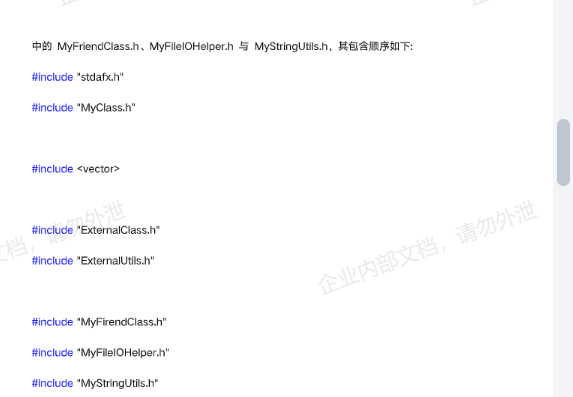 中的 MyFriendClass.h、MyFileIOHelper.h 与 MyStringUtils.h，其包含顺序如下:
#include "stdafx.h"
#include "MyClass.h"
#include <vector>
#include "ExternalClass.h"
#include "ExternalUtils.h"
#include "MyFirendClass.h"
#include "MyFileIOHelper.h"
#include "MyStringUtils.h"
文档，请勿外泄
企业内部文档，请勿外泄